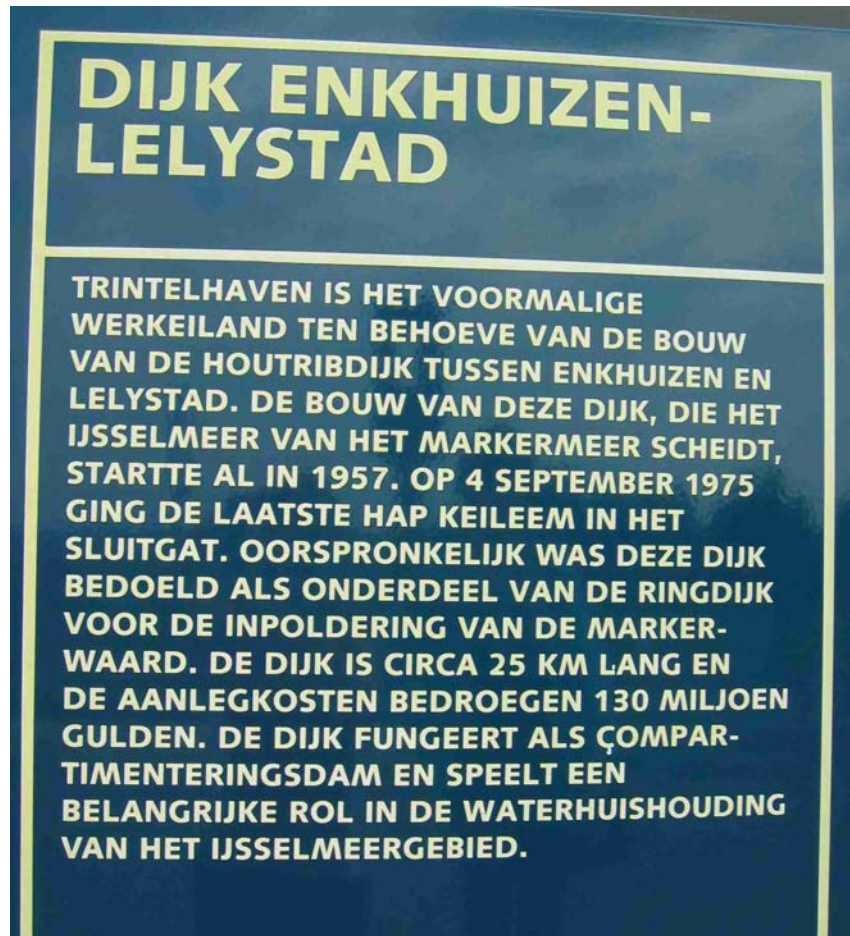 DIJK ENKHUIZEN-
LELYSTAD
TRINTELHAVEN IS HET VOORMALIGE
WERKEILAND TEN BEHOEVE VAN DE BOUW
VAN DE HOUTRIBDIJK TUSSEN ENKHUIZEN EN
LELYSTAD. DE BOUW VAN DEZE DIJK, DIE HET
IJSSELMEER VAN HET MARKERMEER SCHEIDT,
STARTTE AL IN 1957. OP 4 SEPTEMBER 1975
GING DE LAATSTE HAP KEILEEM IN HET
SLUITGAT. OORSPRONKELIJK WAS DEZE DIJK
BEDOELD ALS ONDERDEEL VAN DE RINGDIJK
VOOR DE INPOLDERING VAN DE MARKER-
WAARD. DE DIJK IS CIRCA 25 KM LANG EN
DE AANLEGKOSTEN BEDROEGEN 130 MILJOEN
GULDEN. DE DIJK FUNGEERT ALS COMPAR-
TIMENTERINGSDAM EN SPEELT EEN
BELANGRIJKE ROL IN DE WATERHUISHOUDING
VAN HET IJSSELMEERGEBIED.